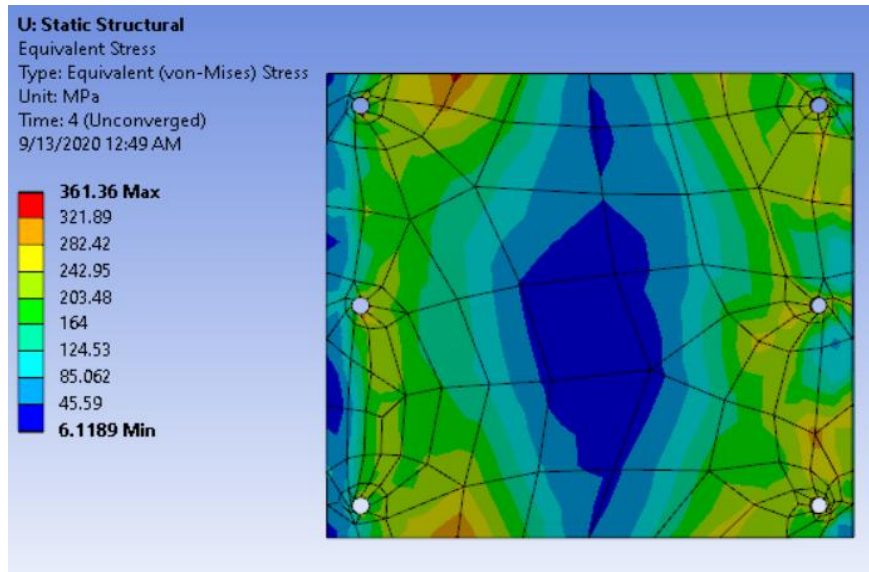 U: Static Structural
Equivalent Stress
Type: Equivalent (von-Mises) Stress
Unit: MPa
Time: 4 (Unconverged)
9/13/2020 12:49 AM
361.36 Max
321.89
282.42
242.95
203.48
164
124.53
85.062
45.59
6.1189 Min